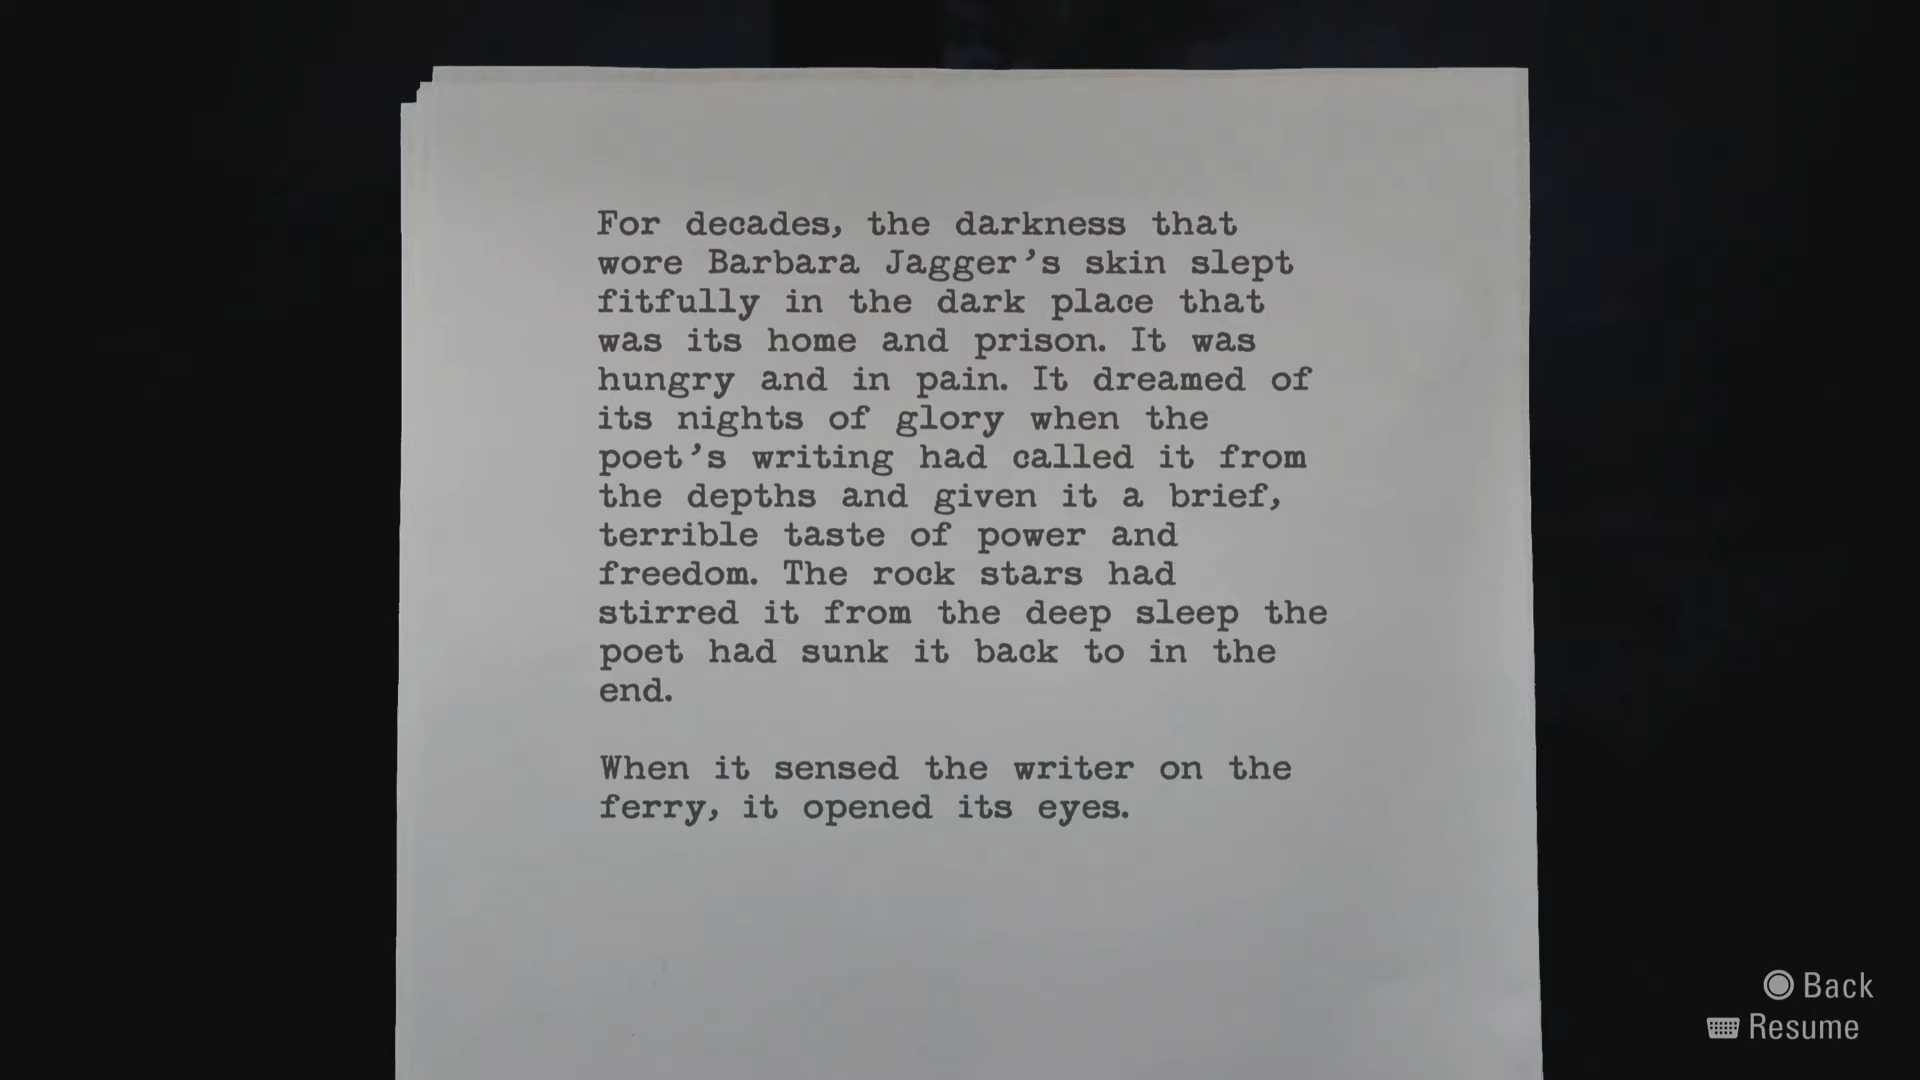 For decades, the darkness that
wore Barbara Jagger's skin slept
fitfully in the dark place that
was its home and prison. It was
hungry and in pain. It dreamed of
its nights of glory when the
poet's writing had called it from
the depths and given it a brief,
terrible taste of power and
freedom. The rock stars had
stirred it from the deep sleep the
poet had sunk it back to in the
end.
When it sensed the writer on the
ferry, it opened its eyes.
Back
Resume